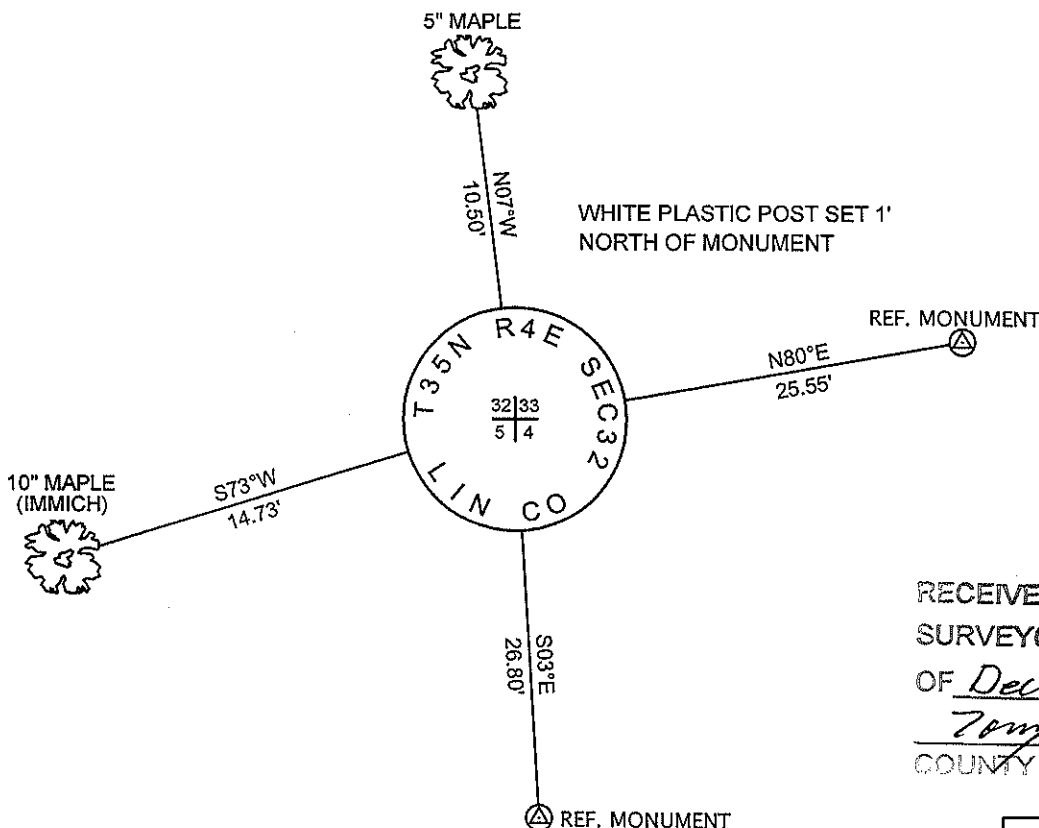 5" MAPLE
N07°W
10.50'
WHITE PLASTIC POST SET 1'
NORTH OF MONUMENT
REF. MONUMENT
N80°E
25.55'
T35N R4E SEC32
32 33
5 4
LIN CO
10" MAPLE
(IMMICH)
S73°W
14.73'
S03°E
26.80'
REF. MONUMENT
RECEIVE
SURVEYO
OF Dec
Tom
COUNTY